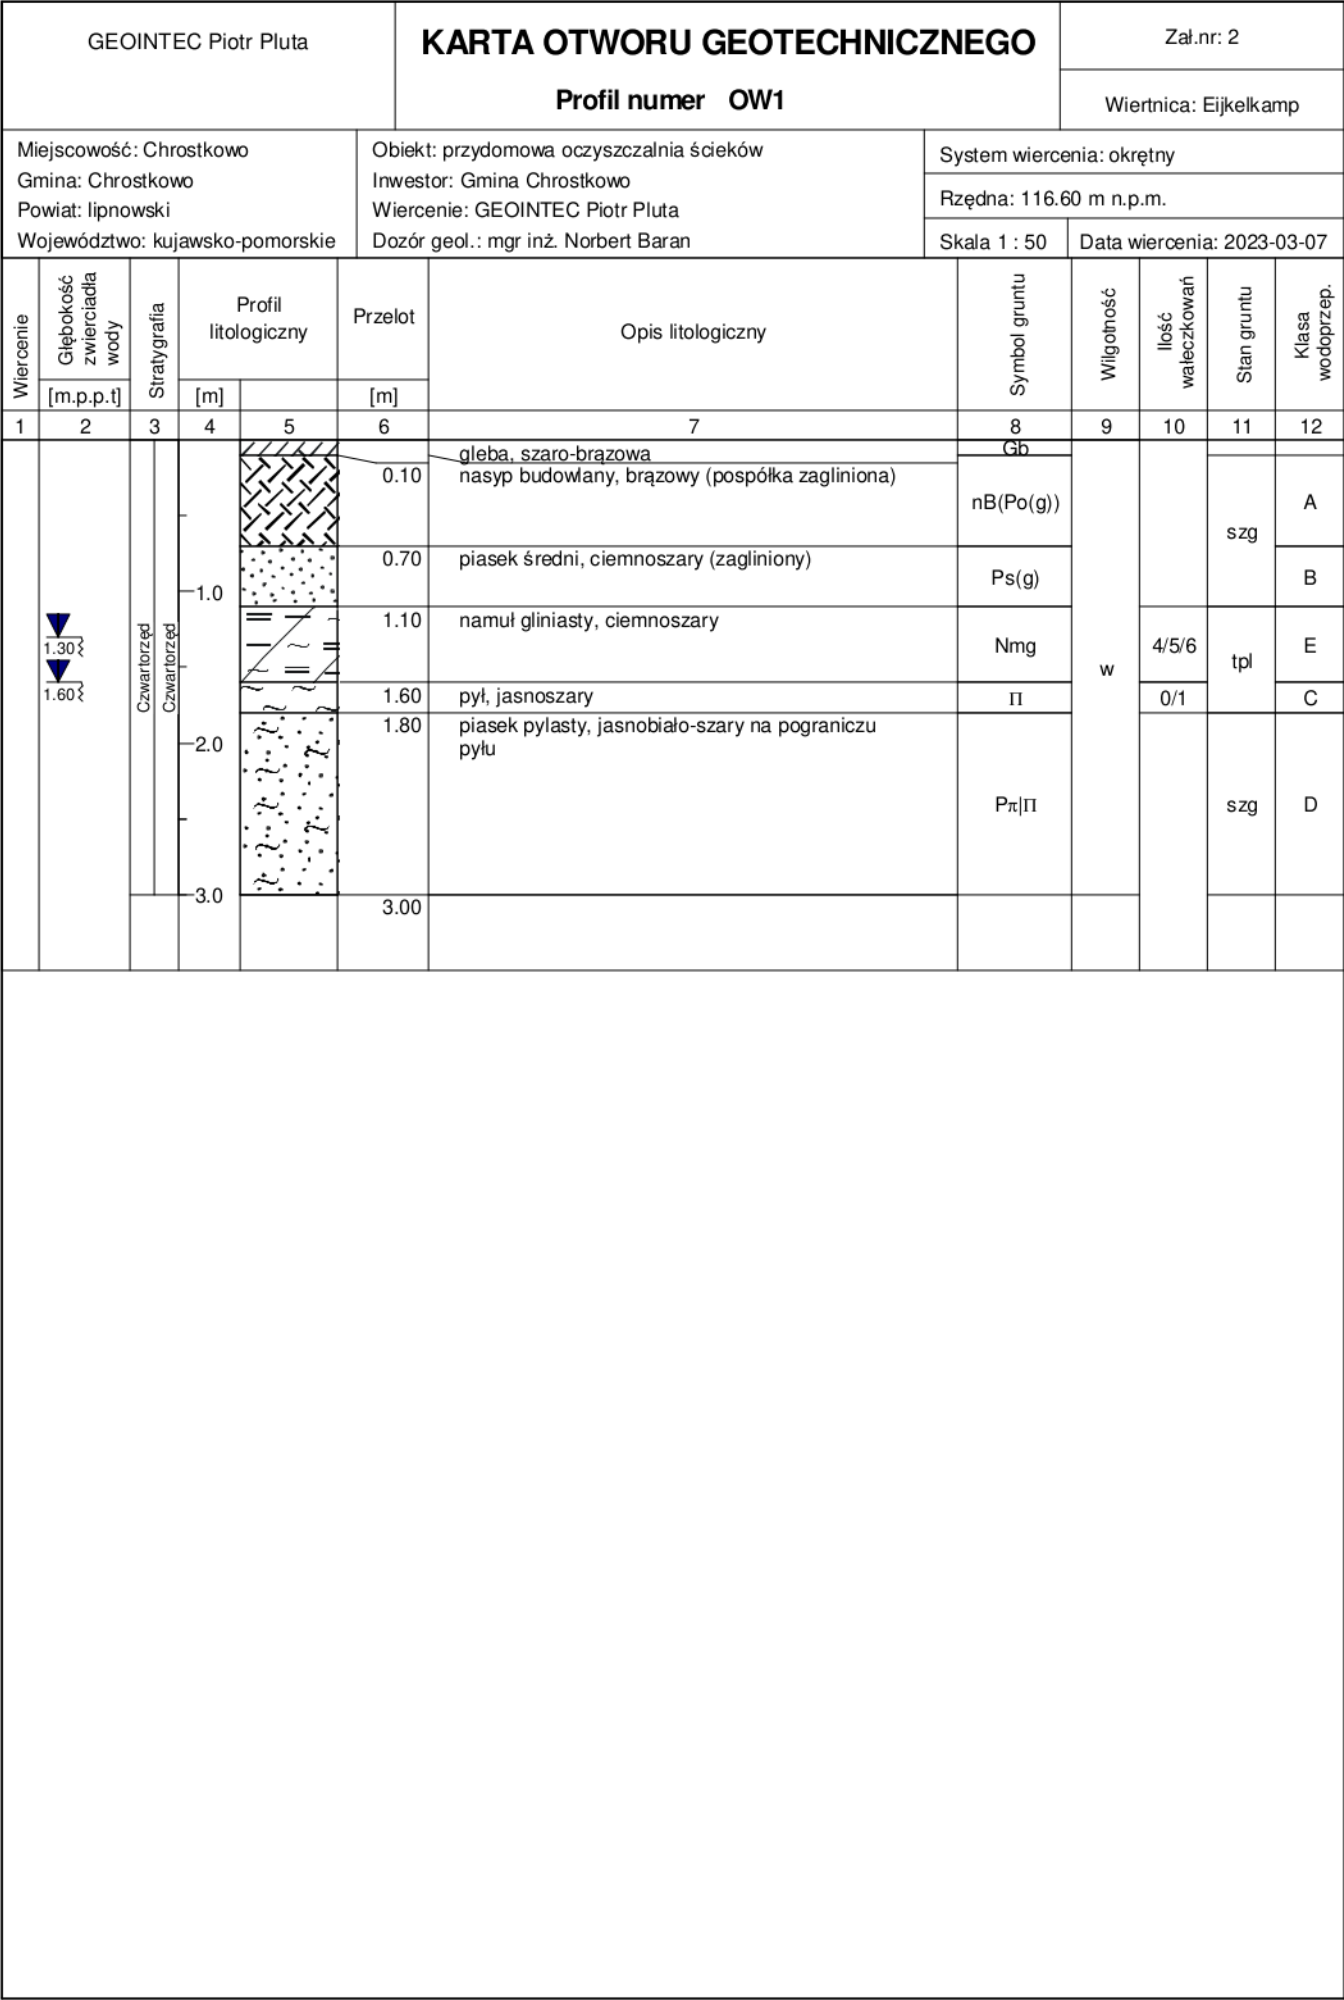 GEOINTEC Piotr Pluta
KARTA OTWORU GEOTECHNICZNEGO
Profil numer OW1
Zał.nr: 2
Wiertnica: Eijkelkamp
Miejscowość: Chrostkowo
Gmina: Chrostkowo
Powiat: lipnowski
Województwo: kujawsko-pomorskie
Obiekt: przydomowa oczyszczalnia ścieków
Inwestor: Gmina Chrostkowo
Wiercenie: GEOINTEC Piotr Pluta
Dozór geol.: mgr inż. Norbert Baran
System wiercenia: okrętny
Rzędna: 116.60 m n.p.m.
Skala 1 : 50
Data wiercenia: 2023-03-07
Wiercenie
Głębokość
zwierciadła
wody
[m.p.p.t]
Stratygrafia
Profil
litologiczny
[m]
Przelot
[m]
Opis litologiczny
Symbol gruntu
Wilgotność
Ilość
wałeczkowań
Stan gruntu
Klasa
wodoprzep.
1 2 3 4 5 6 7 8 9 10 11 12
gleba, szaro-brązowa Gb
0.10 nasyp budowlany, brązowy (pospółka zagliniona)
nB(Po(g)) A
szg
0.70 piasek średni, ciemnoszary (zagliniony)
Ps(g) B
1.0
1.10 namuł gliniasty, ciemnoszary
1.30
Nmg 4/5/6 E
tpl
w
1.60
Czwartorzęd
Czwartorzęd
1.60 pył, jasnoszary Π 0/1 C
1.80 piasek pylasty, jasnobiało-szary na pograniczu
pyłu
2.0
Pπ|Π szg D
3.0
3.00